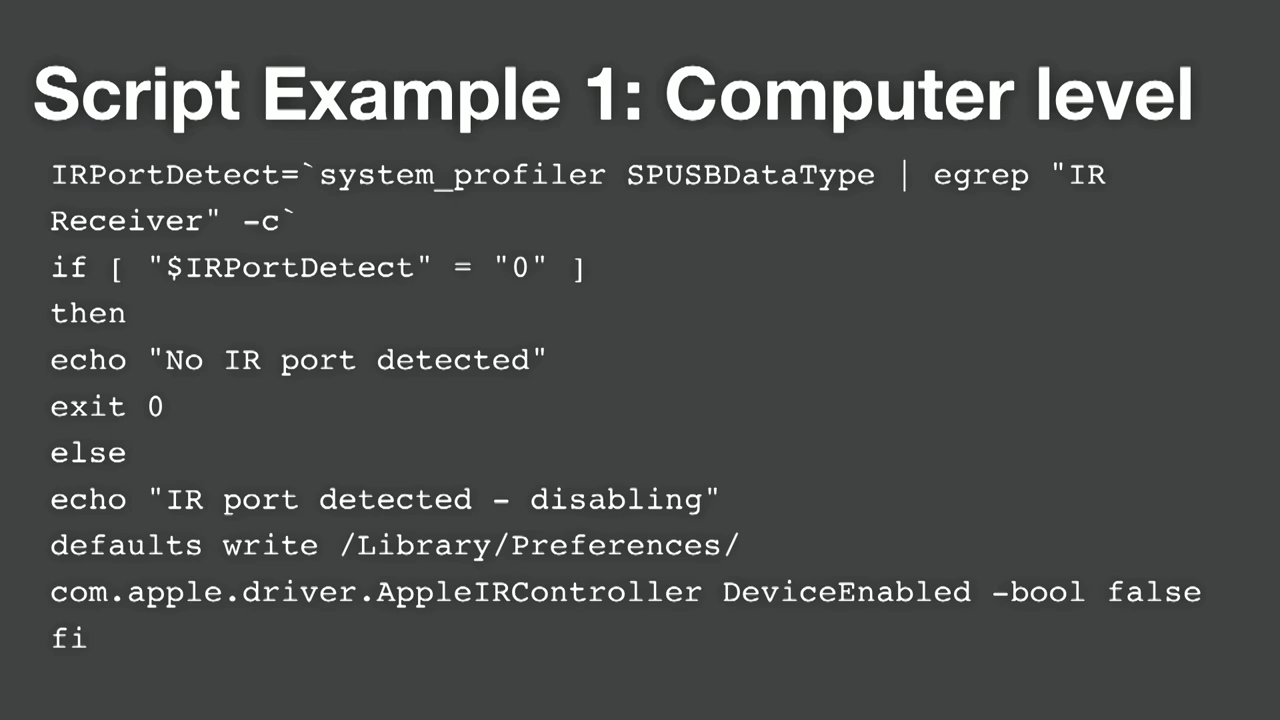 Script Example 1: Computer level
IRPortDetect=`system_profiler SPUSBDataType | egrep "IR
Receiver" -c`
if [ "$IRPortDetect" = "0" ]
then
echo "No IR port detected"
exit 0
else
echo "IR port detected - disabling"
defaults write /Library/Preferences/
com.apple.driver.AppleIRController DeviceEnabled -bool false
fi